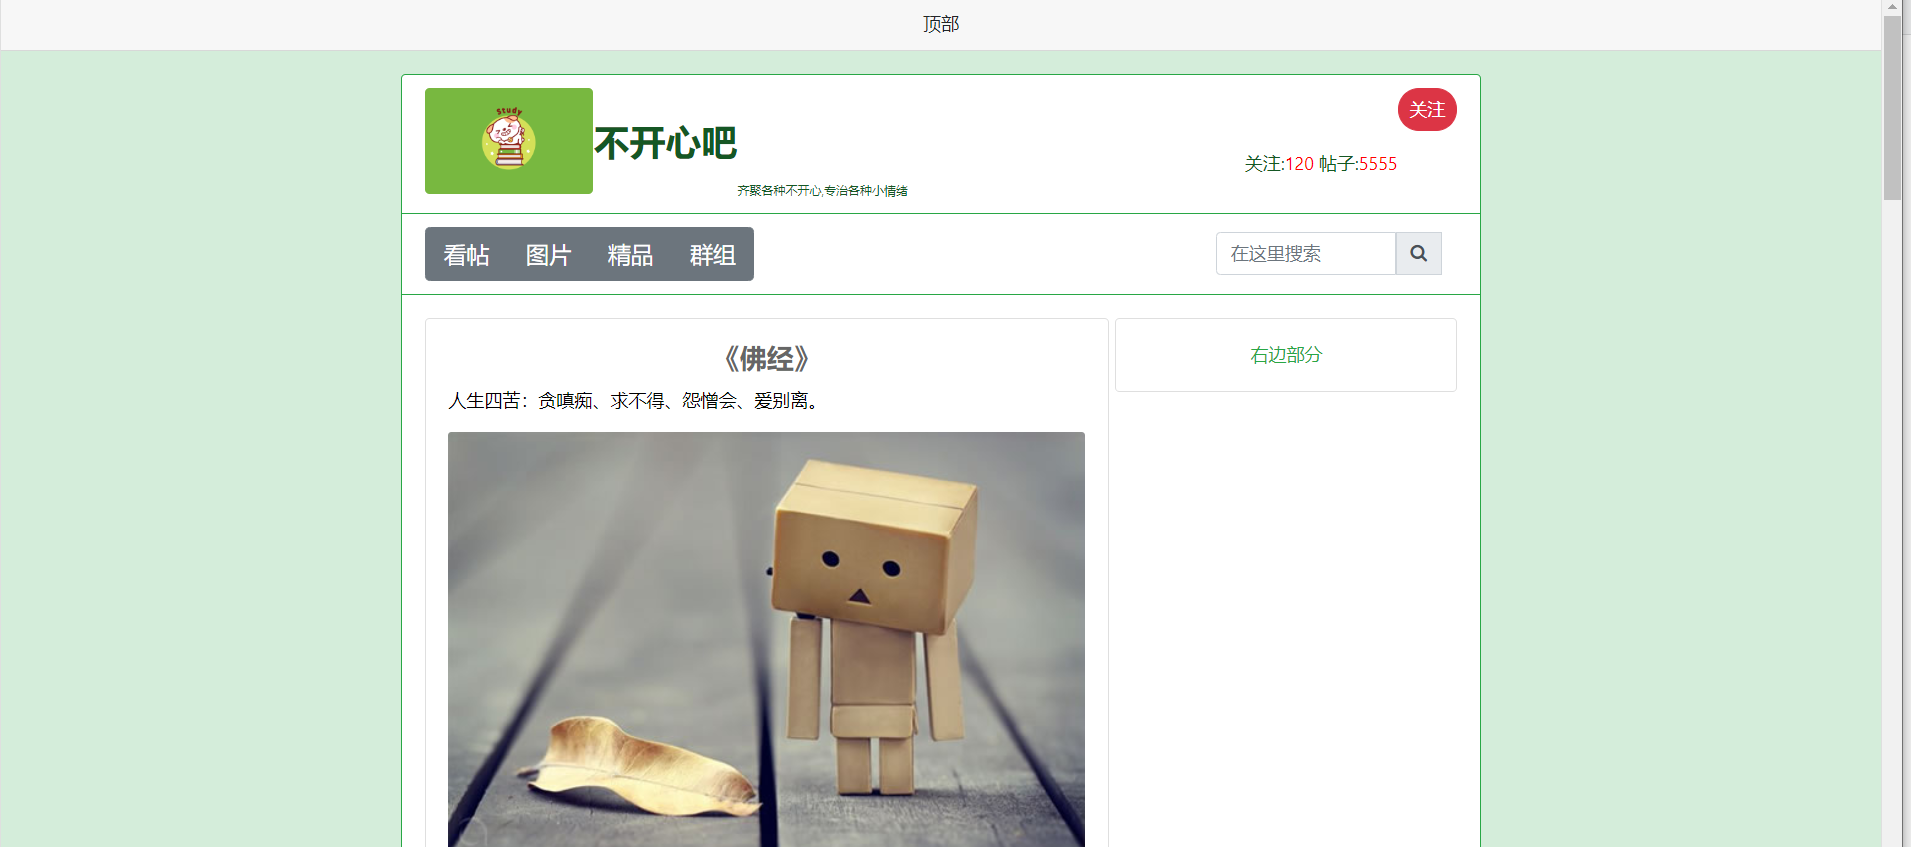 顶部
study
不开心吧
关注
关注:120 帖子:5555
齐聚各种不开心,专治各种小情绪
看帖 图片 精品 群组
在这里搜索
《佛经》
右边部分
人生四苦：贪嗔痴、求不得、怨憎会、爱别离。